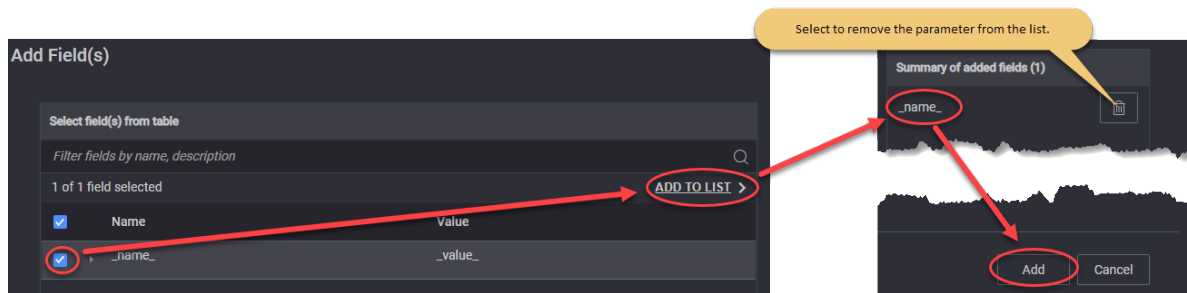 Select to remove the parameter from the list.
Add Field(s)
Summary of added fields (1)
_name_
Select field(s) from table
Filter fields by name, description
1 of 1 field selected
ADD TO LIST >
Name Value
_name_ _value_
Add Cancel